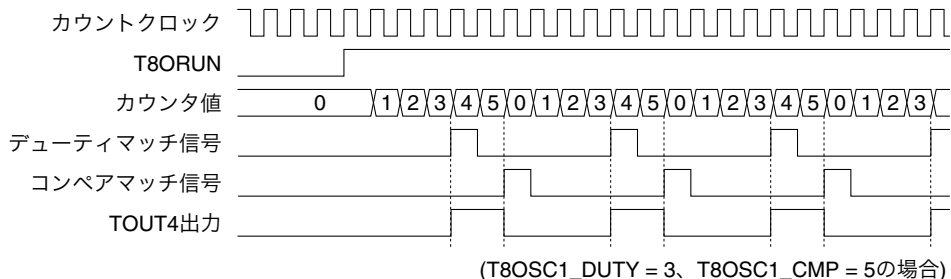 カウントクロック
T8ORUN
カウンタ値 0 1 2 3 4 5 0 1 2 3 4 5 0 1 2 3 4 5 0 1 2 3
デューティマッチ信号
コンペアマッチ信号
TOUT4出力
(T8OSC1_DUTY = 3、T8OSC1_CMP = 5の場合)